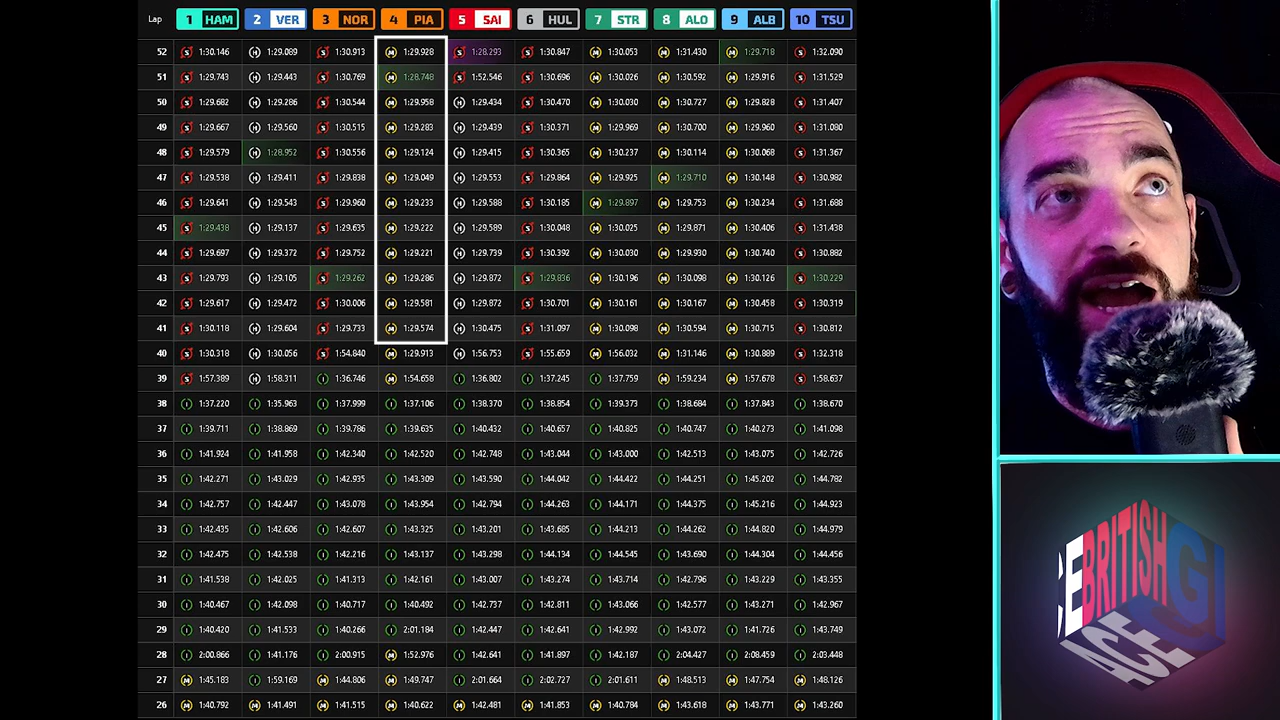 Lap 1 HAM 2 VER 3 NOR 4 PIA 5 SAI 6 HUL 7 STR 8 ALO 9 ALB 10 TSU
52 S 1:30.146 H 1:29.089 S 1:30.913 M 1:29.928 S 1:28.293 S 1:30.847 M 1:30.053 M 1:31.430 M 1:29.718 S 1:32.090
51 S 1:29.743 H 1:29.443 S 1:30.769 M 1:28.748 S 1:52.546 S 1:30.696 M 1:30.026 M 1:30.592 M 1:29.916 S 1:31.529
50 S 1:29.682 H 1:29.286 S 1:30.544 M 1:29.958 H 1:29.434 S 1:30.470 M 1:30.030 M 1:30.727 M 1:29.828 S 1:31.407
49 S 1:29.667 H 1:29.560 S 1:30.515 M 1:29.283 H 1:29.439 S 1:30.371 M 1:29.969 M 1:30.700 M 1:29.960 S 1:31.080
48 S 1:29.579 H 1:28.952 S 1:30.556 M 1:29.124 H 1:29.415 S 1:30.365 M 1:30.237 M 1:30.114 M 1:30.068 S 1:31.367
47 S 1:29.538 H 1:29.411 S 1:29.838 M 1:29.049 H 1:29.553 S 1:29.864 M 1:29.925 M 1:29.710 M 1:30.148 S 1:30.982
46 S 1:29.641 H 1:29.543 S 1:29.960 M 1:29.233 H 1:29.588 S 1:30.185 M 1:29.897 M 1:29.753 M 1:30.234 S 1:31.688
45 S 1:29.438 H 1:29.137 S 1:29.635 M 1:29.222 H 1:29.589 S 1:30.048 M 1:30.025 M 1:29.871 M 1:30.406 S 1:31.438
44 S 1:29.697 H 1:29.372 S 1:29.752 M 1:29.221 H 1:29.739 S 1:30.392 M 1:30.030 M 1:29.930 M 1:30.740 S 1:30.882
43 S 1:29.793 H 1:29.105 S 1:29.262 M 1:29.286 H 1:29.872 S 1:29.836 M 1:30.196 M 1:30.098 M 1:30.126 S 1:30.229
42 S 1:29.617 H 1:29.472 S 1:30.006 M 1:29.581 H 1:29.872 S 1:30.701 M 1:30.161 M 1:30.167 M 1:30.458 S 1:30.319
41 S 1:30.118 H 1:29.604 S 1:29.733 M 1:29.574 H 1:30.475 S 1:31.097 M 1:30.098 M 1:30.594 M 1:30.715 S 1:30.812
40 S 1:30.318 H 1:30.056 S 1:54.840 M 1:29.913 H 1:56.753 S 1:55.659 M 1:56.032 M 1:31.146 M 1:30.889 S 1:32.318
39 S 1:57.389 H 1:58.311 I 1:36.746 M 1:54.658 I 1:36.802 I 1:37.245 I 1:37.759 M 1:59.234 M 1:57.678 S 1:58.637
38 I 1:37.220 I 1:35.963 I 1:37.999 I 1:37.106 I 1:38.370 I 1:38.854 I 1:39.373 I 1:38.684 I 1:37.843 I 1:38.670
37 I 1:39.711 I 1:38.869 I 1:39.786 I 1:39.635 I 1:40.432 I 1:40.657 I 1:40.825 I 1:40.747 I 1:40.273 I 1:41.098
36 I 1:41.924 I 1:41.958 I 1:42.340 I 1:42.520 I 1:42.748 I 1:43.044 I 1:43.000 I 1:42.513 I 1:43.075 I 1:42.726
35 I 1:42.271 I 1:43.029 I 1:42.935 I 1:43.309 I 1:43.590 I 1:44.042 I 1:44.422 I 1:44.251 I 1:45.202 I 1:44.782
34 I 1:42.758 I 1:42.447 I 1:43.078 I 1:43.954 I 1:42.794 I 1:44.263 I 1:44.171 I 1:44.375 I 1:45.216 I 1:44.923
33 I 1:42.435 I 1:42.606 I 1:42.607 I 1:43.325 I 1:43.201 I 1:43.685 I 1:44.213 I 1:44.262 I 1:44.820 I 1:44.979
32 I 1:42.475 I 1:42.538 I 1:42.216 I 1:43.137 I 1:43.298 I 1:44.134 I 1:44.545 I 1:43.690 I 1:44.304 I 1:44.456
31 I 1:41.538 I 1:42.025 I 1:41.313 I 1:42.161 I 1:43.007 I 1:43.274 I 1:43.714 I 1:42.796 I 1:43.229 I 1:43.355
30 I 1:40.467 I 1:42.098 I 1:40.717 I 1:40.492 I 1:42.737 I 1:42.811 I 1:43.066 I 1:42.577 I 1:43.271 I 1:42.967
29 I 1:40.420 I 1:41.533 I 1:40.266 I 2:01.184 I 1:42.447 I 1:42.641 I 1:42.992 I 1:43.072 I 1:41.726 I 1:43.749
28 I 2:00.866 I 1:41.176 I 2:00.915 M 1:52.976 I 1:42.641 I 1:41.897 I 1:42.187 I 2:04.427 I 2:08.459 I 2:03.448
27 M 1:45.183 I 1:59.169 M 1:44.806 M 1:49.747 I 2:01.664 I 2:02.727 I 2:01.611 M 1:48.513 M 1:47.754 M 1:48.126
26 M 1:40.792 M 1:41.491 M 1:41.515 M 1:40.622 M 1:42.481 M 1:41.853 M 1:40.784 M 1:43.618 M 1:43.771 M 1:43.260
BRITISH
ACE
G